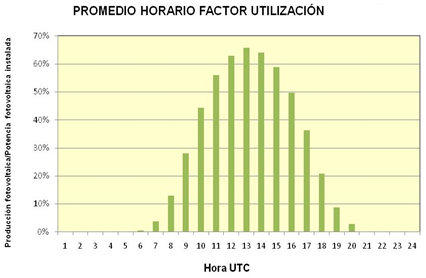 PROMEDIO HORARIO FACTOR UTILIZACIÓN
Produccion fotovoltaica/Potencia fotovoltaica instalada
70%
60%
50%
40%
30%
20%
10%
0%
1 2 3 4 5 6 7 8 9 10 11 12 13 14 15 16 17 18 19 20 21 22 23 24
Hora UTC